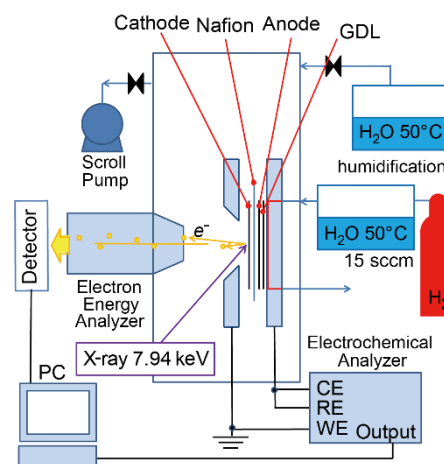 Cathode
Nafion
Anode
GDL
Scroll
Pump
H₂O 50°C
humidification
H₂O 50°C
15 sccm
Detector
e⁻
Electron
Energy
Analyzer
X-ray 7.94 keV
PC
Electrochemical
Analyzer
CE
RE
WE
Output